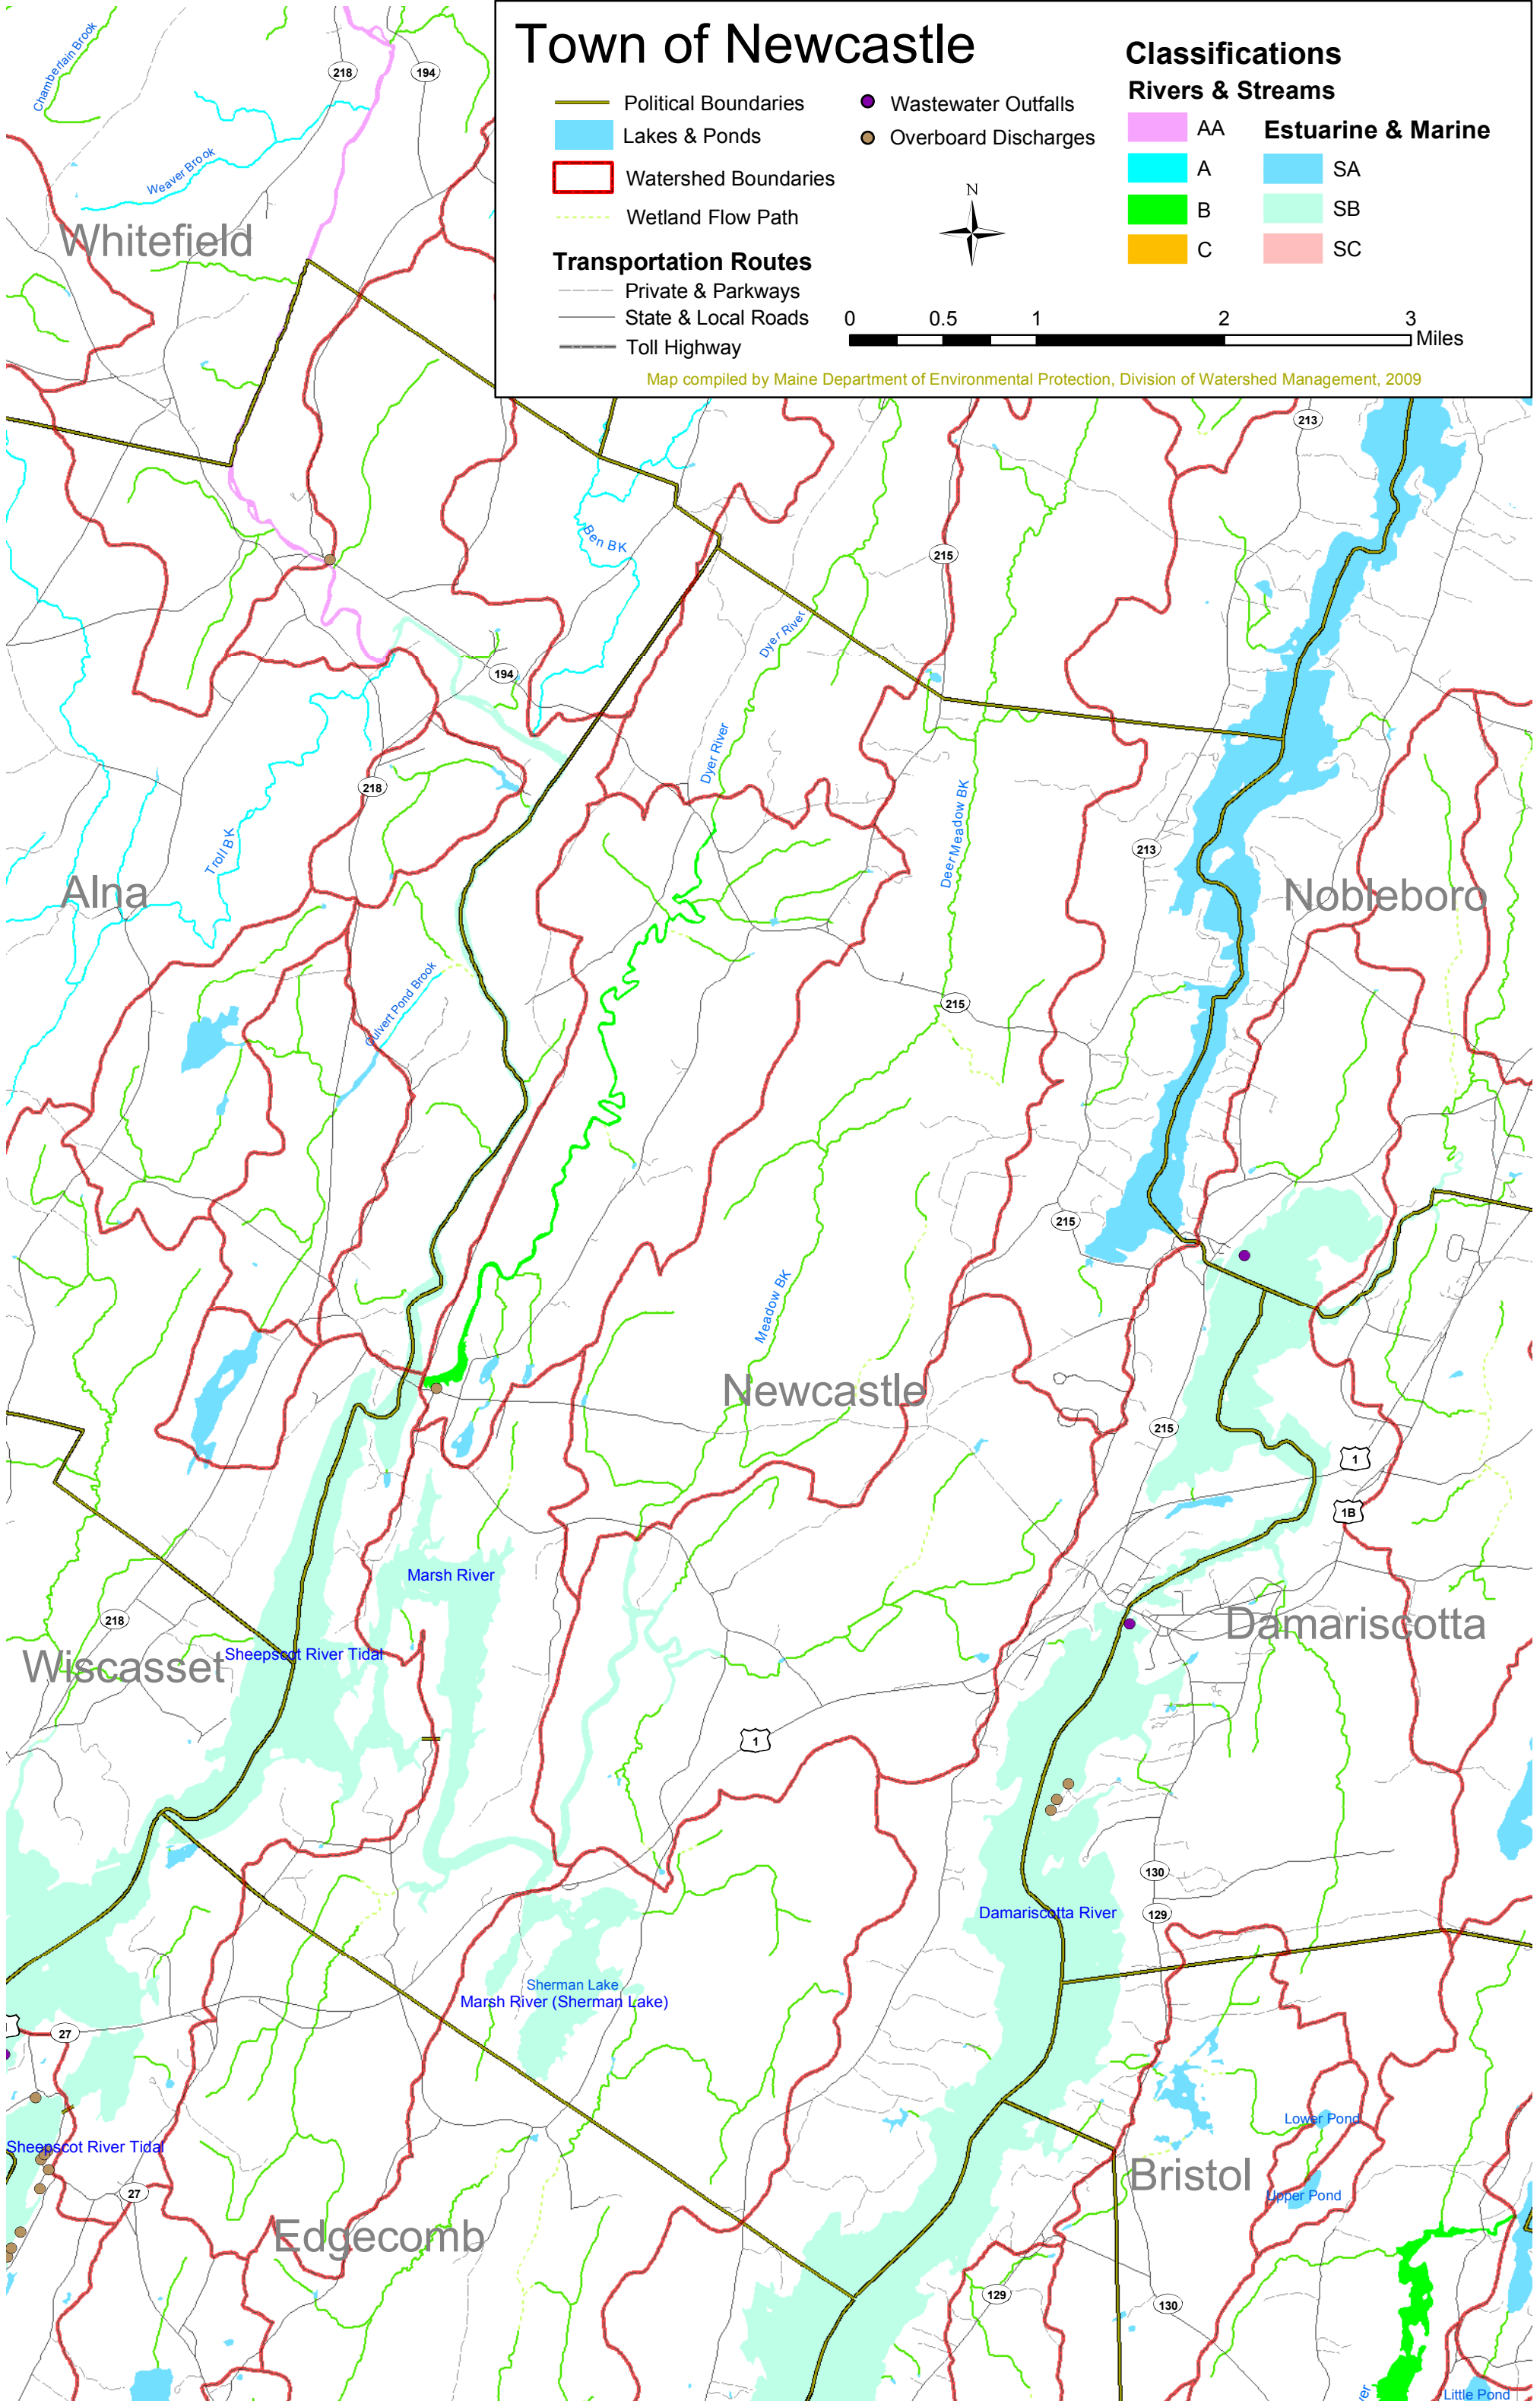 Town of Newcastle
Political Boundaries
Lakes & Ponds
Watershed Boundaries
Wetland Flow Path
Wastewater Outfalls
Overboard Discharges
Transportation Routes
Private & Parkways
State & Local Roads
Toll Highway
N
Classifications
Rivers & Streams
AA
A
B
C
Estuarine & Marine
SA
SB
SC
0 0.5 1 2 3
Miles
Map compiled by Maine Department of Environmental Protection, Division of Watershed Management, 2009
Chamberlain Brook
218
194
Weaver Brook
Whitefield
213
Ben BK
215
Dyer River
194
Dyer River
218
Troll BK
Deer Meadow BK
213
Alna
Nobleboro
Culvert Pond Brook
215
215
Meadow BK
Newcastle
215
1
1B
Marsh River
218
Damariscotta
Wiscasset
Sheepscot River Tidal
1
130
Damariscotta River
129
Sherman Lake
Marsh River (Sherman Lake)
27
Lower Pond
Sheepscot River Tidal
Bristol
27
Upper Pond
Edgecomb
129
130
Little Pond